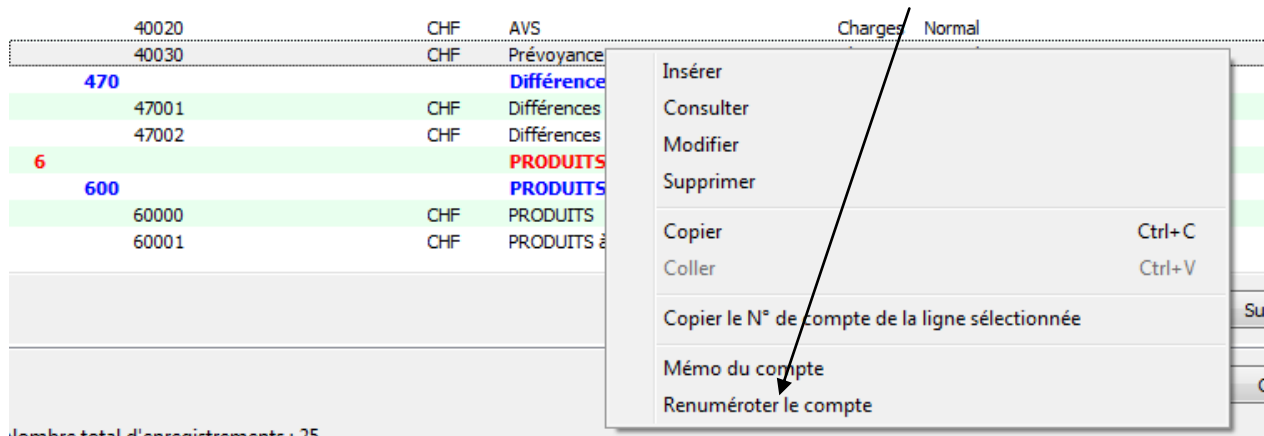 40020 CHF AVS Charges Normal
40030 CHF Prévoyance
470 Différence
47001 CHF Différences
47002 CHF Différences
6 PRODUITS
600 PRODUITS
60000 CHF PRODUITS
60001 CHF PRODUITS à
Insérer
Consulter
Modifier
Supprimer
Copier Ctrl+C
Coller Ctrl+V
Copier le N° de compte de la ligne sélectionnée
Mémo du compte
Renuméroter le compte
Su
Nombre total d'enregistrements : 25